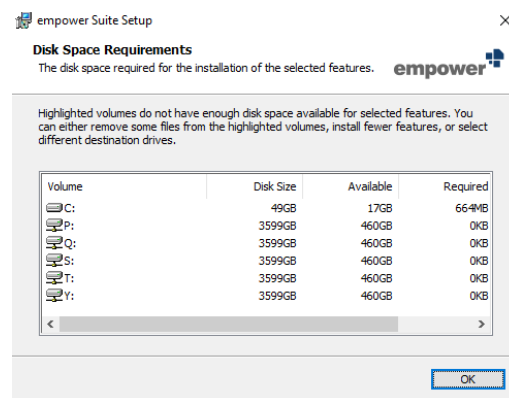 empower Suite Setup
Disk Space Requirements
The disk space required for the installation of the selected features.
empower
Highlighted volumes do not have enough disk space available for selected features. You
can either remove some files from the highlighted volumes, install fewer features, or select
different destination drives.
Volume Disk Size Available Required
C: 49GB 17GB 664MB
P: 3599GB 460GB 0KB
Q: 3599GB 460GB 0KB
S: 3599GB 460GB 0KB
T: 3599GB 460GB 0KB
Y: 3599GB 460GB 0KB
OK